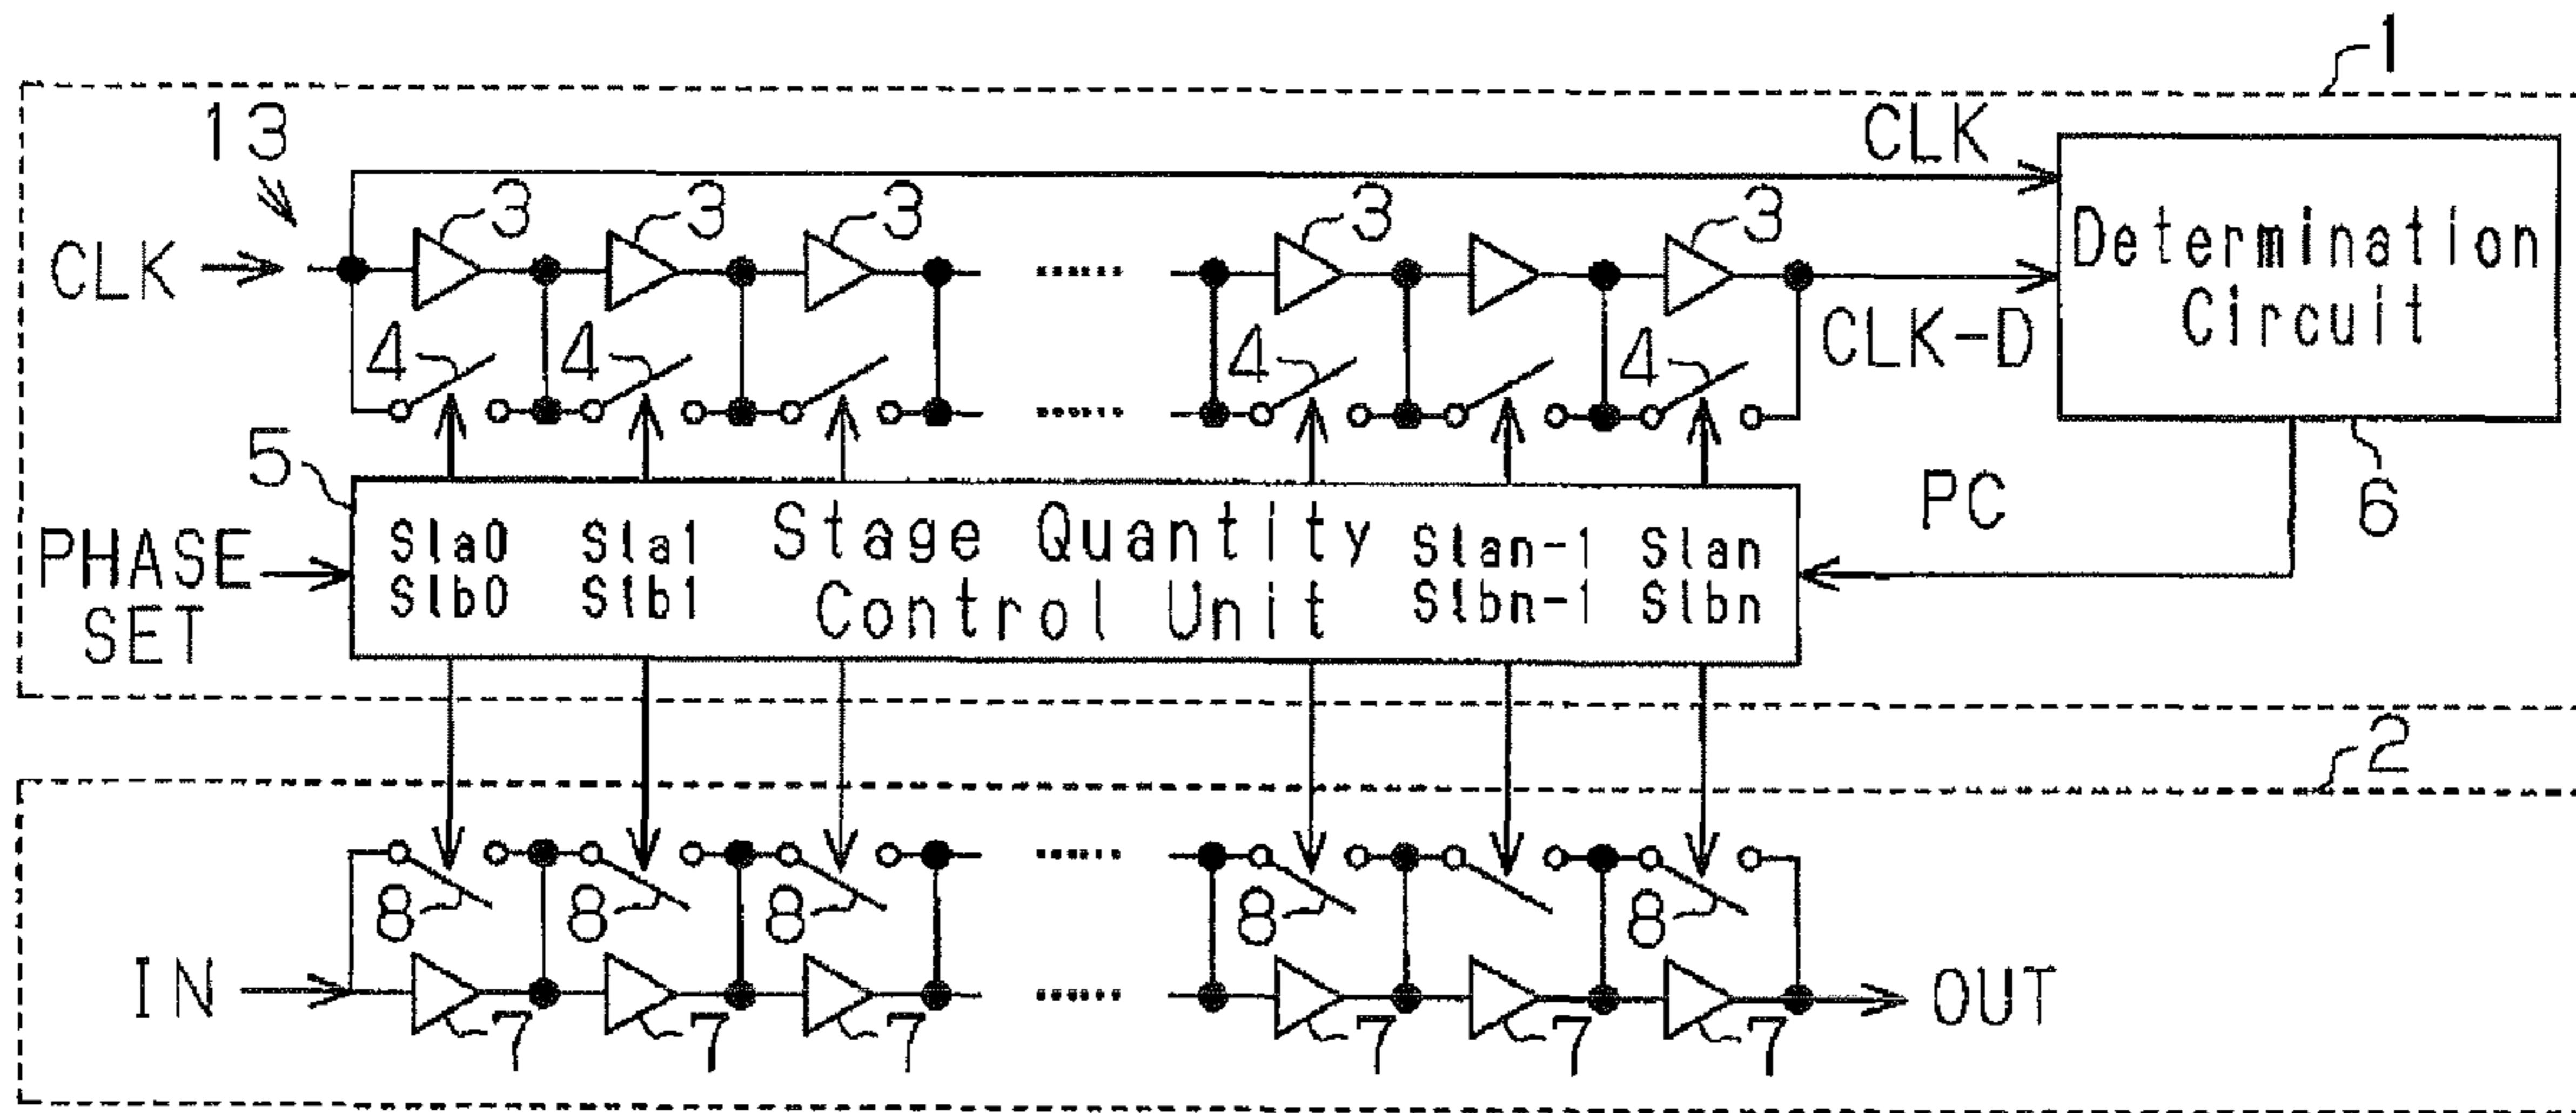 1
13
CLK
3 3 3 3 3
CLK
Determination
Circuit
CLK-D
4 4 4 4
5
PC
6
PHASE
SET
Sla0 Sla1 Slan-1 Slan
Slb0 Slb1 Slbn-1 Slbn
Stage Quantity
Control Unit
2
8 8 8 8 8
IN
OUT
7 7 7 7 7 7